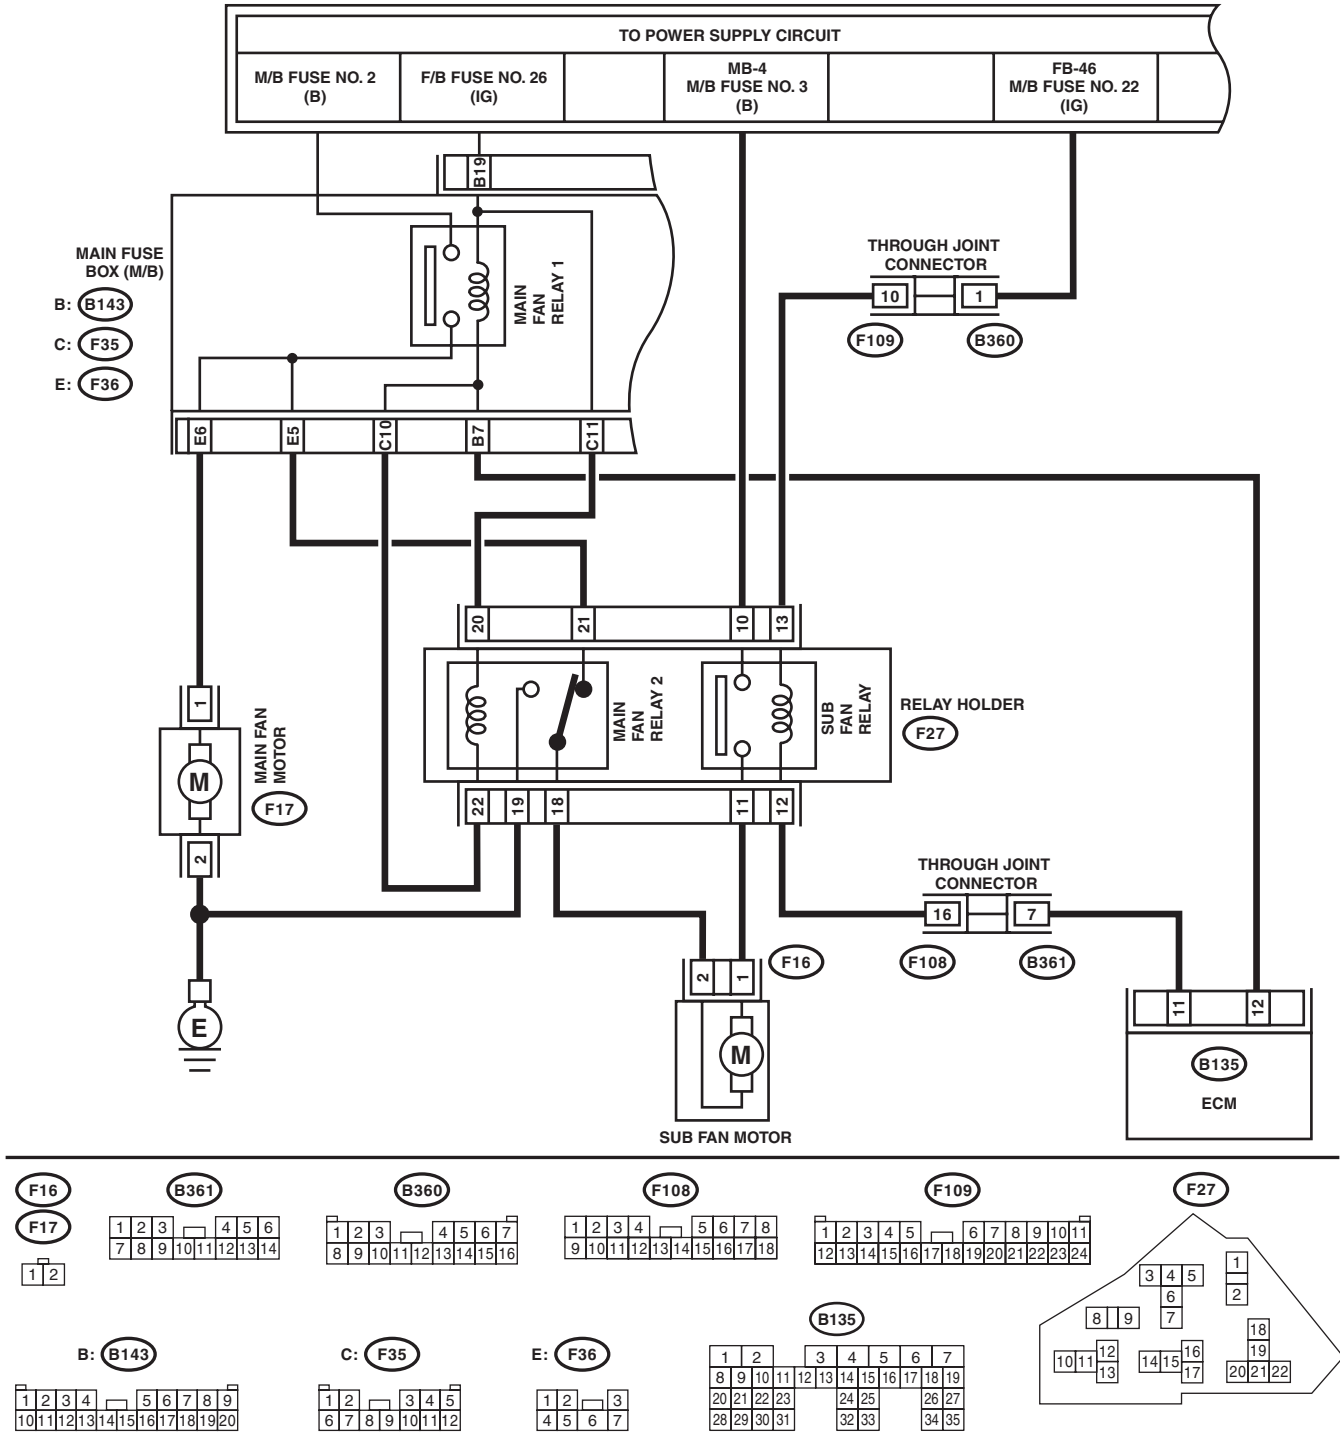 TO POWER SUPPLY CIRCUIT
M/B FUSE NO. 2
(B)
F/B FUSE NO. 26
(IG)
MB-4
M/B FUSE NO. 3
(B)
FB-46
M/B FUSE NO. 22
(IG)
B19
MAIN FUSE
BOX (M/B)
B: B143
C: F35
E: F36
MAIN
FAN
RELAY 1
THROUGH JOINT
CONNECTOR
10 1
F109 B360
E6 E5 C10 B7 C11
20 21 10 13
MAIN
FAN
RELAY 2
SUB
FAN
RELAY
RELAY HOLDER
F27
22 19 18 11 12
1
M
MAIN FAN
MOTOR
F17
2
E
THROUGH JOINT
CONNECTOR
16 7
F108 B361
F16
2 1
M
SUB FAN MOTOR
11 12
B135
ECM
F16
F17
1 2
B361
1 2 3 4 5 6
7 8 9 10 11 12 13 14
B360
1 2 3 4 5 6 7
8 9 10 11 12 13 14 15 16
F108
1 2 3 4 5 6 7 8
9 10 11 12 13 14 15 16 17 18
F109
1 2 3 4 5 6 7 8 9 10 11
12 13 14 15 16 17 18 19 20 21 22 23 24
F27
1
3 4 5
2
6
7
8 9
18
12
16
19
10 11
14 15
13
17
20 21 22
B: B143
1 2 3 4 5 6 7 8 9
10 11 12 13 14 15 16 17 18 19 20
C: F35
1 2 3 4 5
6 7 8 9 10 11 12
E: F36
1 2 3
4 5 6 7
B135
1 2 3 4 5 6 7
8 9 10 11 12 13 14 15 16 17 18 19
20 21 22 23 24 25 26 27
28 29 30 31 32 33 34 35